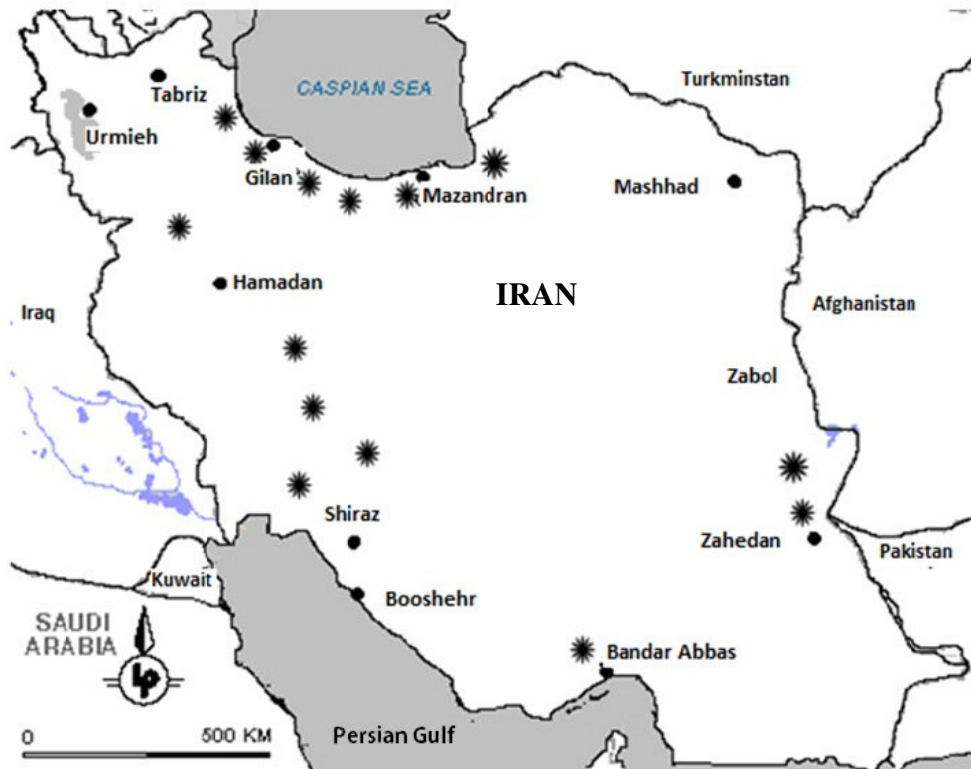 CASPIAN SEA
Turkminstan
Tabriz
Urmieh
Gilan
Mazandran
Mashhad
Hamadan
IRAN
Iraq
Afghanistan
Zabol
Shiraz
Zahedan
Pakistan
Kuwait
Booshehr
SAUDI
ARABIA
LP
Bandar Abbas
0 500 KM
Persian Gulf